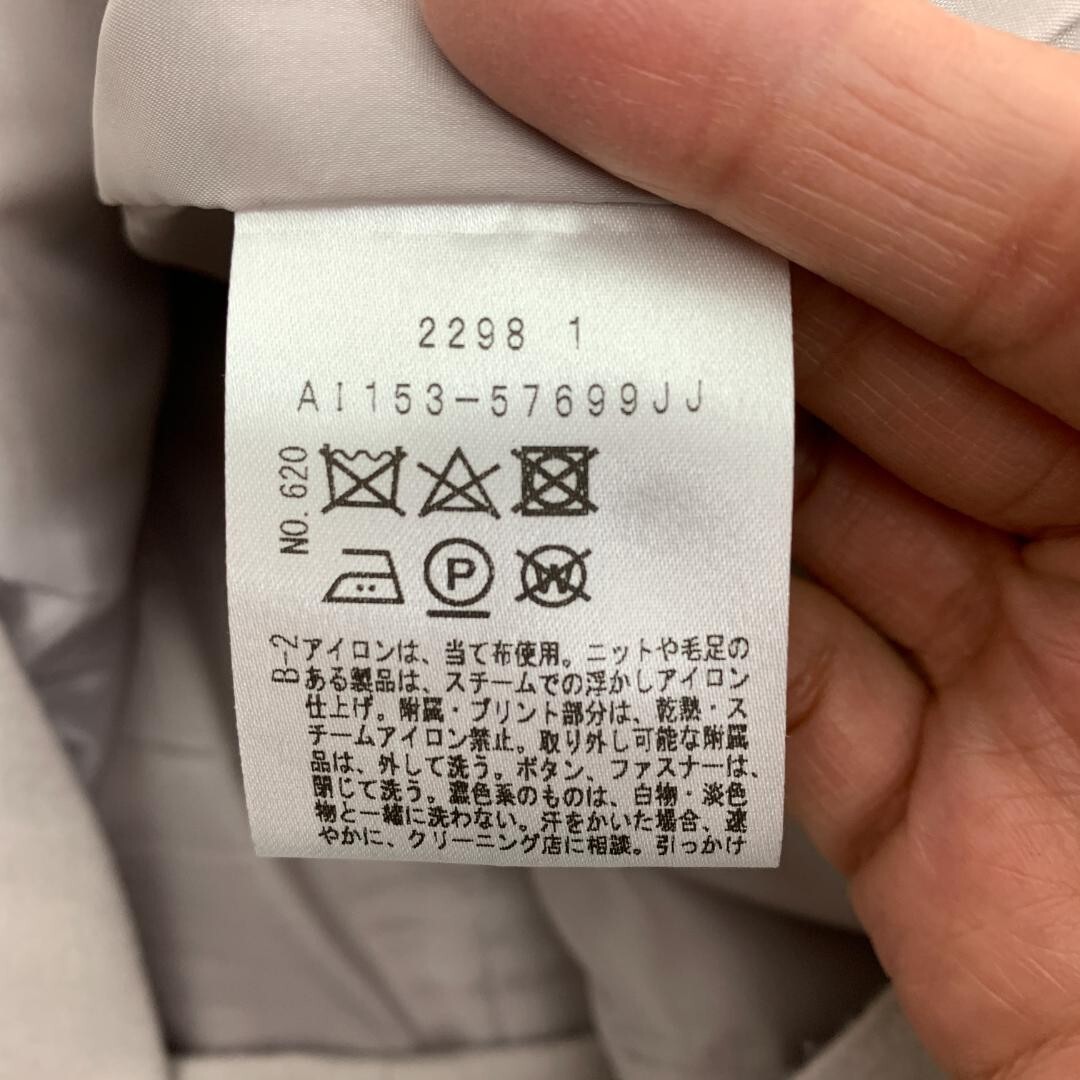 2298 1
AI153-57699JJ
NO. 620
P
W
B-2
アイロンは、当て布使用。ニットや毛足の
ある製品は、スチームでの浮かしアイロン
仕上げ。附属・プリント部分は、乾熱・ス
チームアイロン禁止。取り外し可能な附属
品は、外して洗う。ボタン、ファスナーは、
閉じて洗う。濃色系のものは、白物・淡色
物と一緒に洗わない。汗をかいた場合、速
やかに、クリーニング店に相談。引っかけ